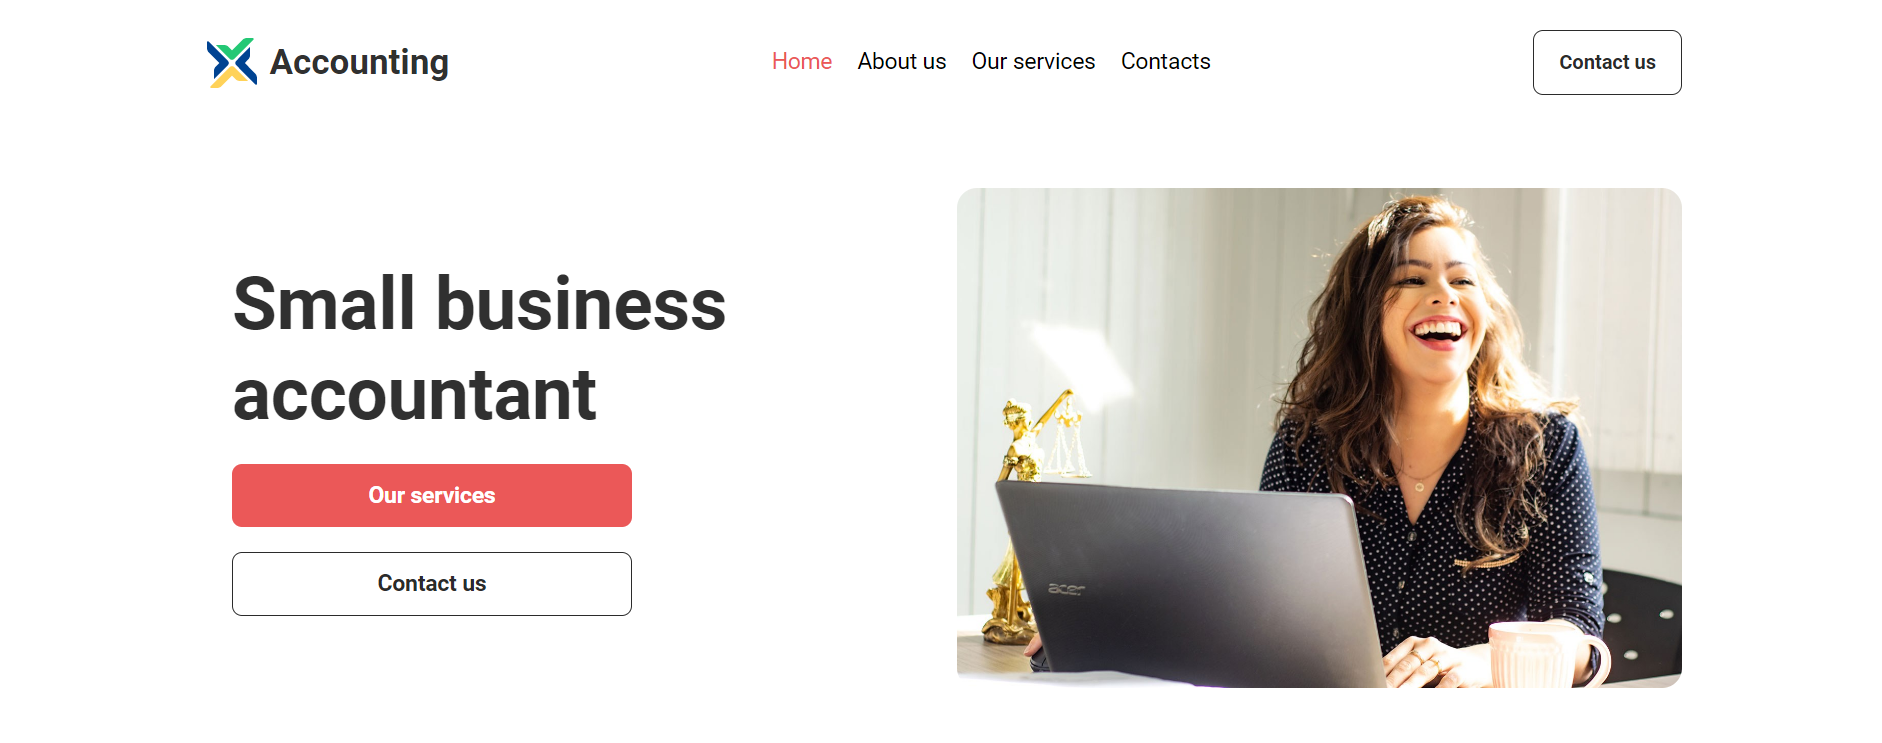 Accounting
Home About us Our services Contacts
Contact us
Small business
accountant
Our services
Contact us
acer